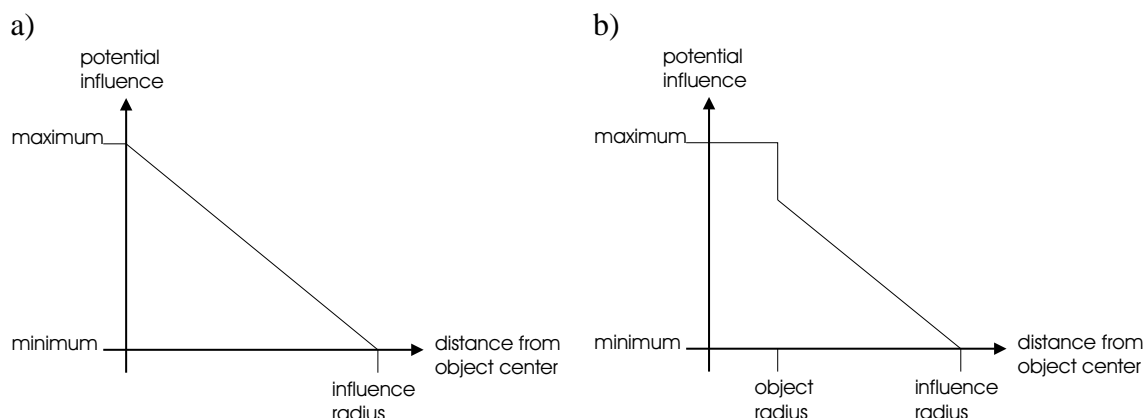 a)
potential
influence
maximum
minimum
distance from
object center
influence
radius
b)
potential
influence
maximum
minimum
distance from
object center
object
radius
influence
radius